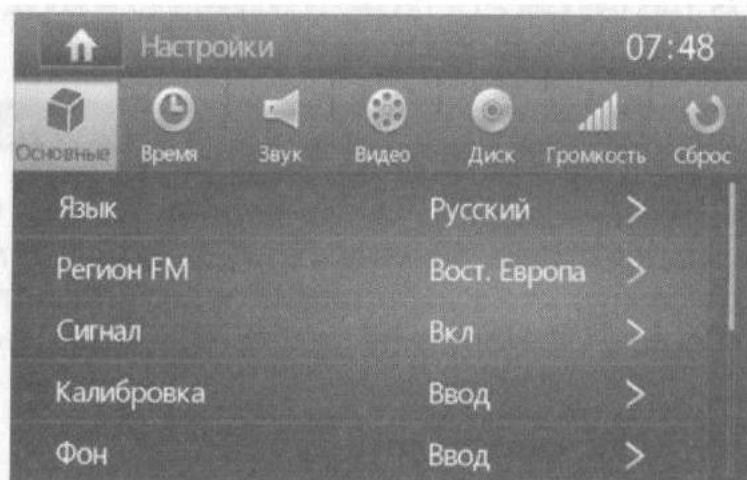 Настройки 07:48
Основные Время Звук Видео Диск Громкость Сброс
Язык Русский
Регион FM Вост. Европа
Сигнал Вкл
Калибровка Ввод
Фон Ввод